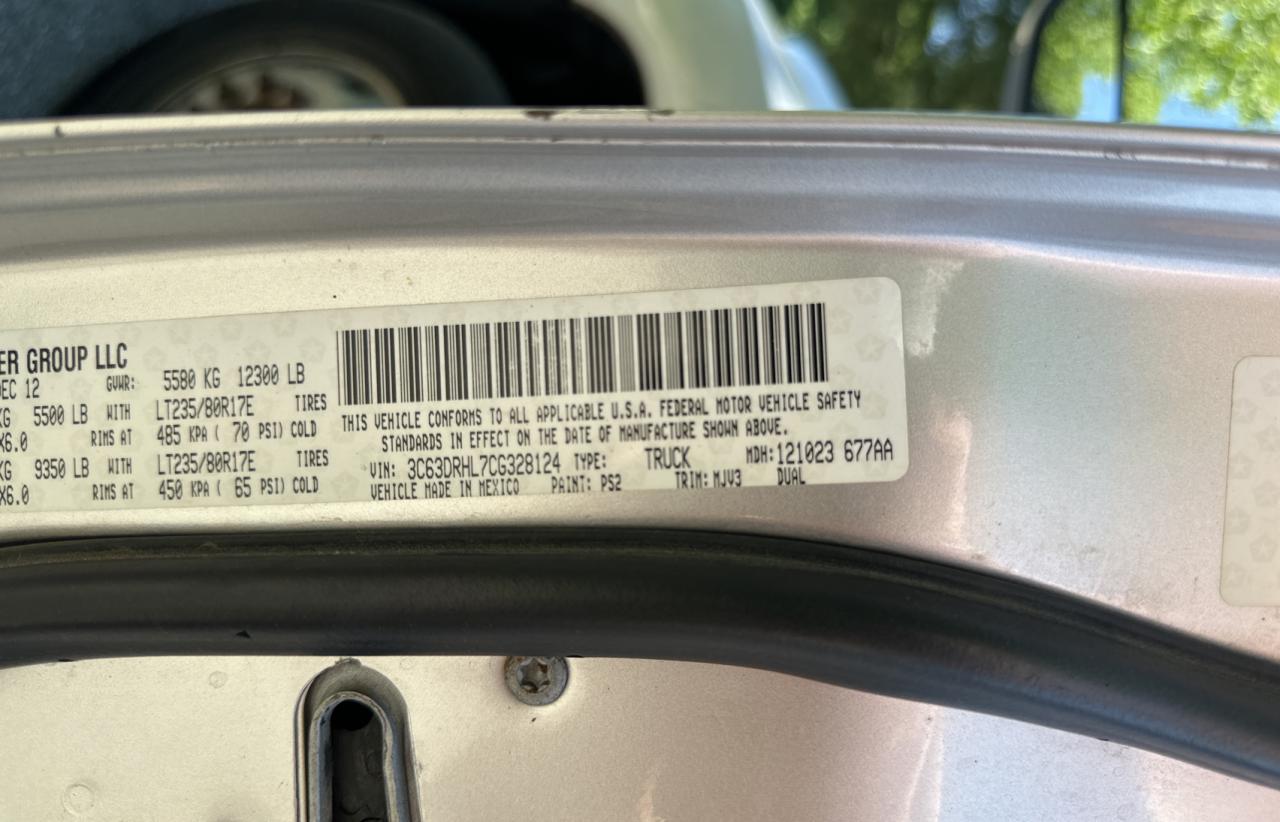 ER GROUP LLC
DEC 12 GVWR: 5580 KG 12300 LB
KG 5500 LB WITH LT235/80R17E TIRES
X6.0 RIMS AT 485 KPA ( 70 PSI) COLD
KG 9350 LB WITH LT235/80R17E TIRES
X6.0 RIMS AT 450 KPA ( 65 PSI) COLD
THIS VEHICLE CONFORMS TO ALL APPLICABLE U.S.A. FEDERAL MOTOR VEHICLE SAFETY
STANDARDS IN EFFECT ON THE DATE OF MANUFACTURE SHOWN ABOVE.
VIN: 3C63DRHL7CG328124 TYPE: TRUCK MDH: 121023 677AA
VEHICLE MADE IN MEXICO PAINT: PS2 TRIM: MJV3 DUAL